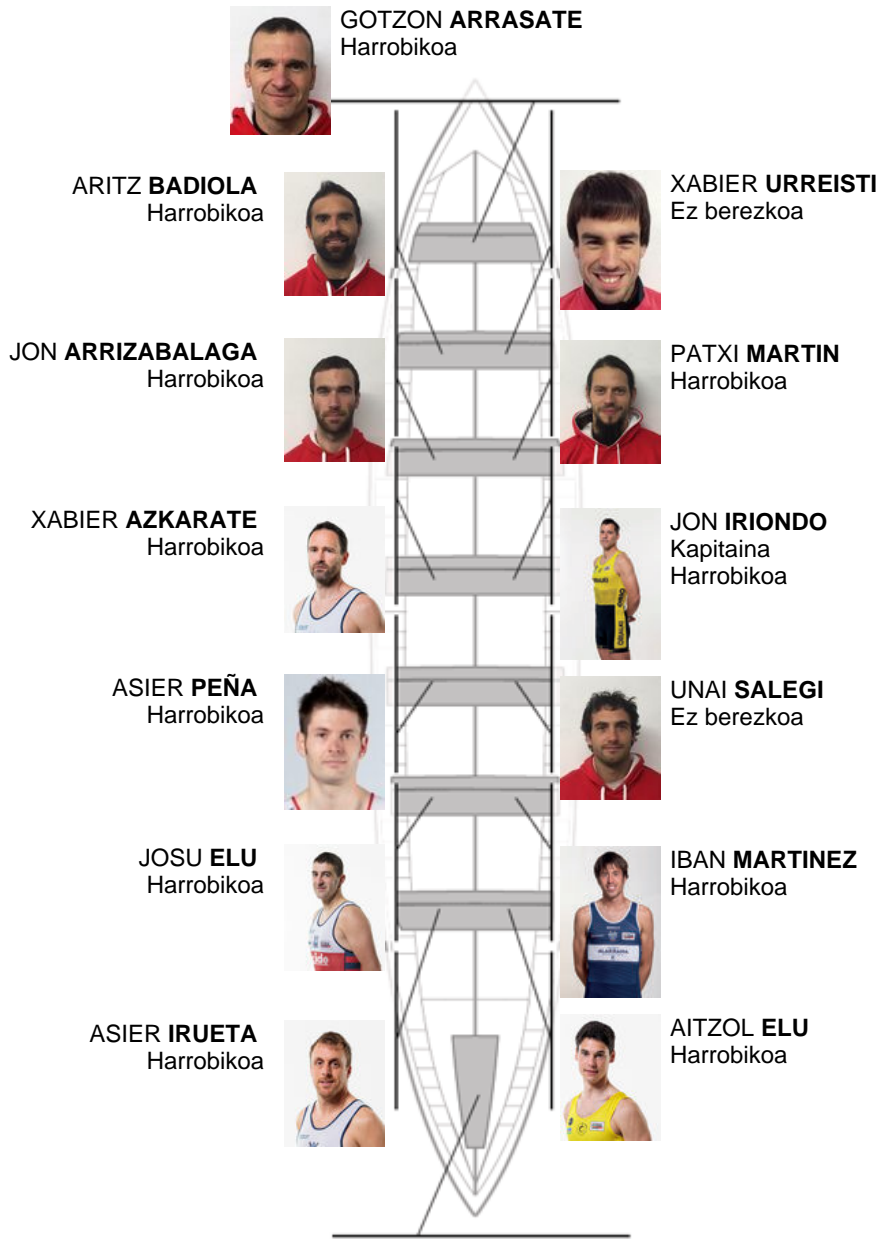 GOTZON ARRASATE
Harrobikoa
ARITZ BADIOLA
Harrobikoa
XABIER URREISTI
Ez berezkoa
JON ARRIZABALAGA
Harrobikoa
PATXI MARTIN
Harrobikoa
XABIER AZKARATE
Harrobikoa
JON IRIONDO
Kapitaina
Harrobikoa
ASIER PEÑA
Harrobikoa
UNAI SALEGI
Ez berezkoa
JOSU ELU
Harrobikoa
IBAN MARTINEZ
Harrobikoa
ASIER IRUETA
Harrobikoa
AITZOL ELU
Harrobikoa